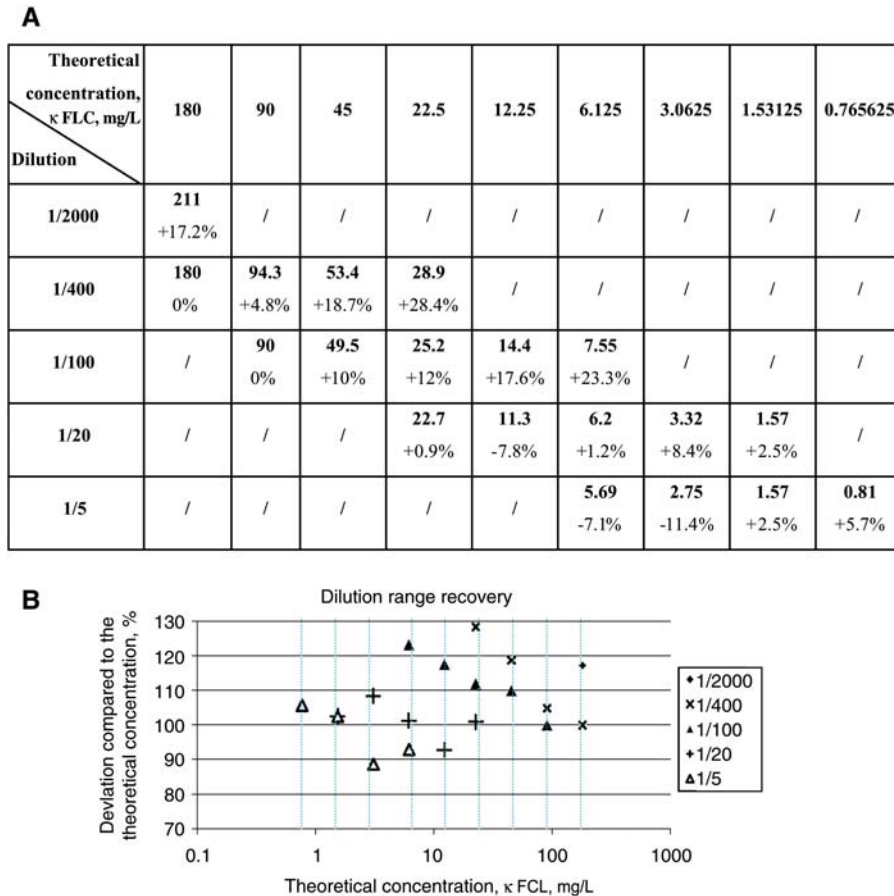 A
Theoretical
concentration,
κ FLC, mg/L
Dilution
180 90 45 22.5 12.25 6.125 3.0625 1.53125 0.765625
1/2000
211
+17.2%
/ / / / / / / /
1/400
180 94.3 53.4 28.9
0% +4.8% +18.7% +28.4%
/ / / / /
1/100
/
90 49.5 25.2 14.4 7.55
0% +10% +12% +17.6% +23.3%
/ / /
1/20
/ / /
22.7 11.3 6.2 3.32 1.57
+0.9% -7.8% +1.2% +8.4% +2.5%
/
1/5
/ / / / /
5.69 2.75 1.57 0.81
-7.1% -11.4% +2.5% +5.7%
B
Dilution range recovery
Deviation compared to the
theoretical concentration, %
130
120
110
100
90
80
70
0.1 1 10 100 1000
Theoretical concentration, κ FCL, mg/L
1/2000
1/400
1/100
1/20
1/5